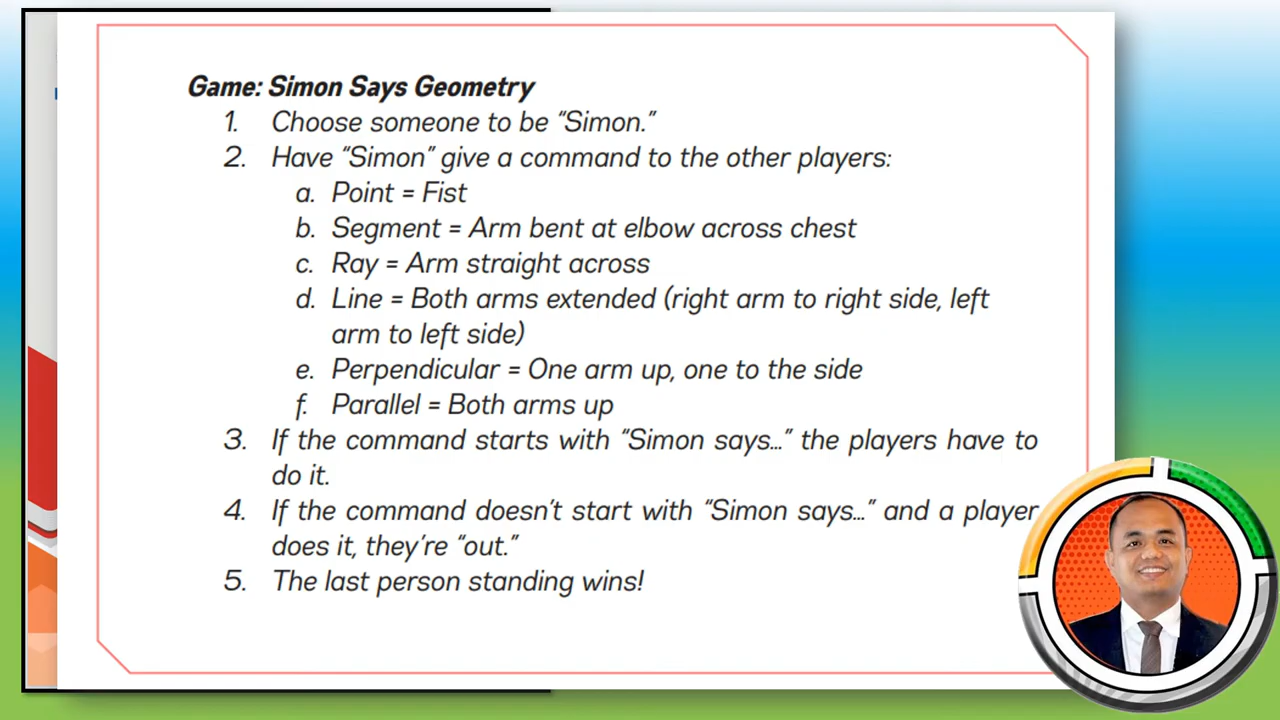 Game: Simon Says Geometry
1. Choose someone to be “Simon.”
2. Have “Simon” give a command to the other players:
a. Point = Fist
b. Segment = Arm bent at elbow across chest
c. Ray = Arm straight across
d. Line = Both arms extended (right arm to right side, left
arm to left side)
e. Perpendicular = One arm up, one to the side
f. Parallel = Both arms up
3. If the command starts with “Simon says...” the players have to
do it.
4. If the command doesn’t start with “Simon says...” and a player
does it, they’re “out.”
5. The last person standing wins!